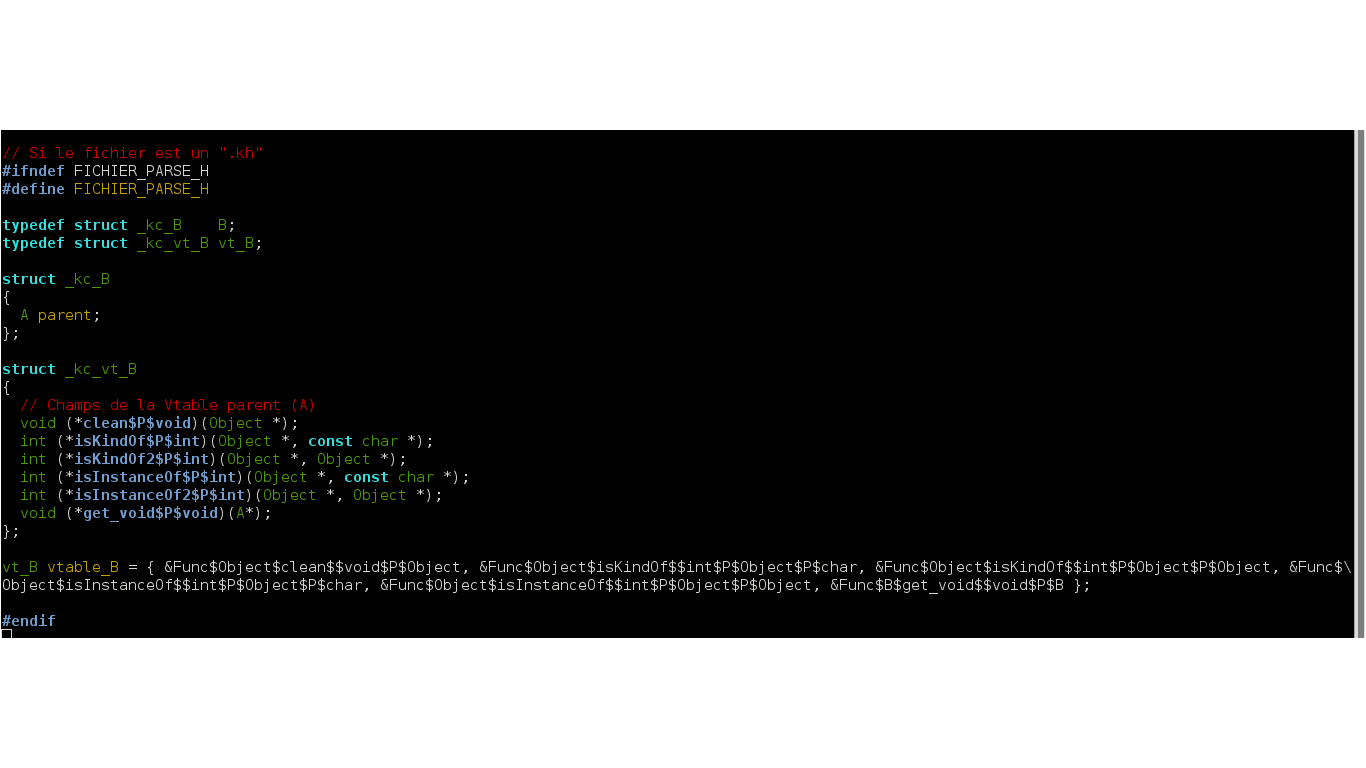 // Si le fichier est un ".kh"
#ifndef FICHIER_PARSE_H
#define FICHIER_PARSE_H
typedef struct _kc_B    B;
typedef struct _kc_vt_B vt_B;
struct _kc_B
{
  A parent;
};
struct _kc_vt_B
{
  // Champs de la Vtable parent (A)
  void (*clean$P$void)(Object *);
  int (*isKindOf$P$int)(Object *, const char *);
  int (*isKindOf2$P$int)(Object *, Object *);
  int (*isInstanceOf$P$int)(Object *, const char *);
  int (*isInstanceOf2$P$int)(Object *, Object *);
  void (*get_void$P$void)(A*);
};
vt_B vtable_B = { &Func$Object$clean$$void$P$Object, &Func$Object$isKindOf$$int$P$Object$P$char, &Func$Object$isKindOf$$int$P$Object$P$Object, &Func$\
Object$isInstanceOf$$int$P$Object$P$char, &Func$Object$isInstanceOf$$int$P$Object$P$Object, &Func$B$get_void$$void$P$B };
#endif